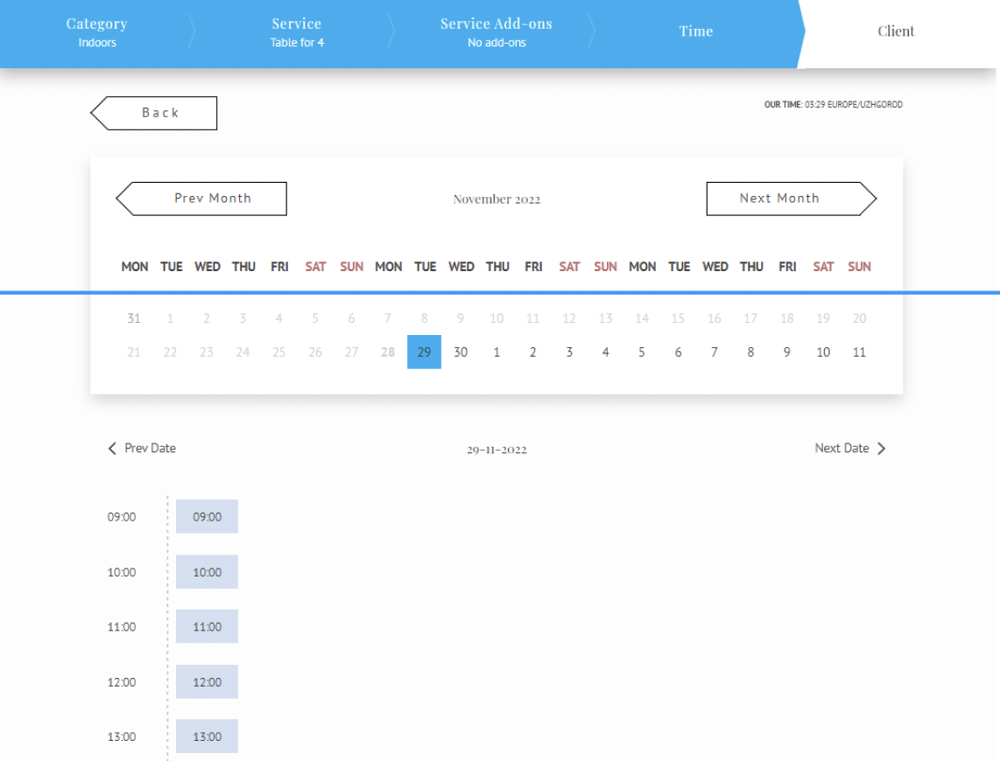 Category
Indoors
Service
Table for 4
Service Add-ons
No add-ons
Time
Client
Back
OUR TIME: 03:29 EUROPE/UZHGOROD
Prev Month
November 2022
Next Month
MON TUE WED THU FRI SAT SUN MON TUE WED THU FRI SAT SUN MON TUE WED THU FRI SAT SUN
31 1 2 3 4 5 6 7 8 9 10 11 12 13 14 15 16 17 18 19 20
21 22 23 24 25 26 27 28 29 30 1 2 3 4 5 6 7 8 9 10 11
Prev Date
29-11-2022
Next Date
09:00 09:00
10:00 10:00
11:00 11:00
12:00 12:00
13:00 13:00